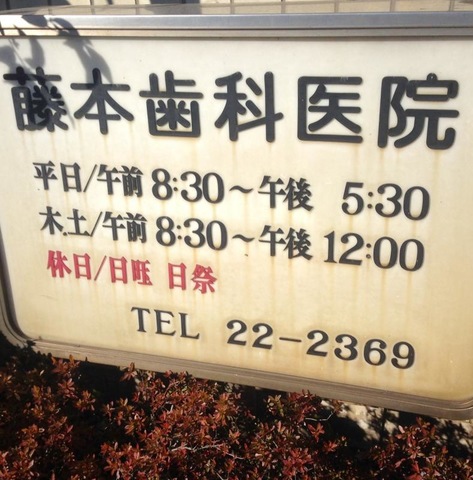 藤本歯科医院
平日/午前 8:30～午後 5:30
木.土/午前 8:30～午後 12:00
休日/日旺 日祭
TEL 22-2369